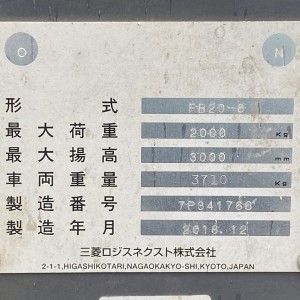 O N
形式 FB20-8
最大荷重 2000 Kg
最大揚高 3000 mm
車両重量 3710 Kg
製造番号 7P341766
製造年月 2018.12
三菱ロジスネクスト株式会社
2-1-1,HIGASHIKOTARI,NAGAOKAKYO-SHI,KYOTO,JAPAN